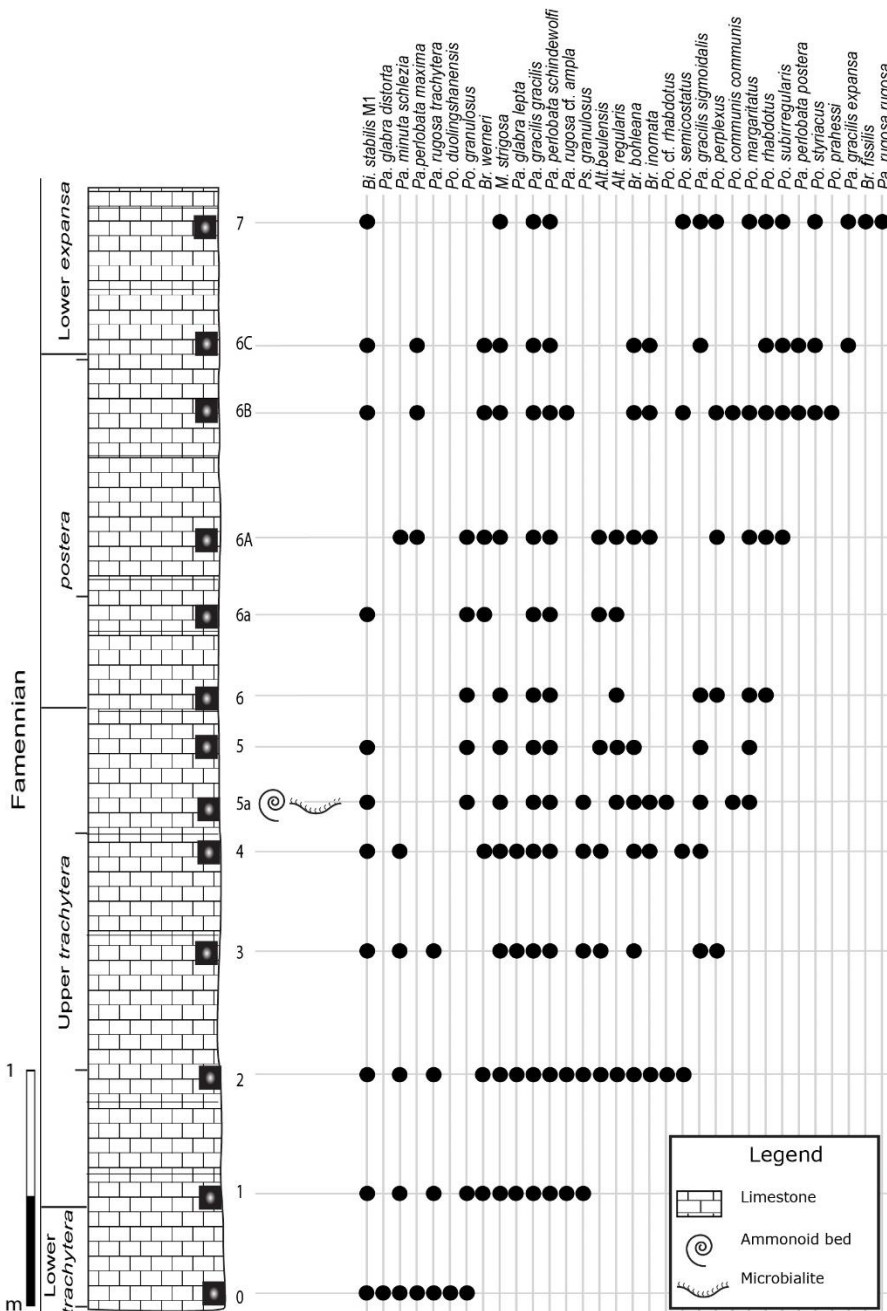 Bi. stabilis M1
Pa. glabra distorta
Pa. minuta schlezia
Pa.perlobata maxima
Pa. rugosa trachytera
Po. duolingshanensis
Po. granulosus
Br. werneri
M. strigosa
Pa. glabra lepta
Pa. gracilis gracilis
Pa. perlobata schindewolfi
Pa. rugosa cf. ampla
Ps. granulosus
Alt.beulensis
Alt. regularis
Br. bohleana
Br. inornata
Po. cf. rhabdotus
Po. semicostatus
Pa. gracilis sigmoidalis
Po. perplexus
Po. communis communis
Po. margaritatus
Po. rhabdotus
Po. subirregularis
Pa. perlobata postera
Po. styriacus
Po. prahessi
Pa. gracilis expansa
Br. fissilis
Pa. rugosa rugosa
Famennian
Lower expansa
postera
Upper trachytera
Lower
trachytera
7
6C
6B
6A
6a
6
5
5a
4
3
2
1
0
1
m
Legend
Limestone
Ammonoid bed
Microbialite